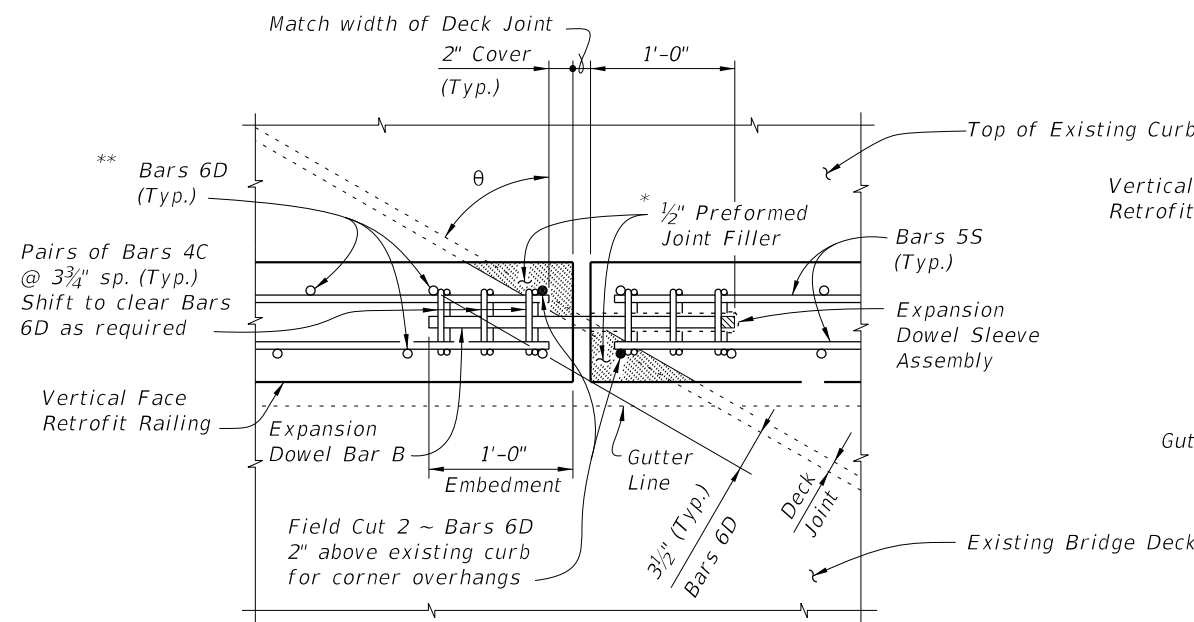 Match width of Deck Joint
2" Cover
(Typ.)
1'-0"
Top of Existing Curb
** Bars 6D
(Typ.)
θ
* ½" Preformed
Joint Filler
Vertical
Retrofit
Pairs of Bars 4C
@ 3¾" sp. (Typ.)
Shift to clear Bars
6D as required
Bars 5S
(Typ.)
Expansion
Dowel Sleeve
Assembly
Vertical Face
Retrofit Railing
Expansion
Dowel Bar B
1'-0"
Embedment
Gutter
Line
3½" (Typ.)
Bars 6D
Deck
Joint
Gut
Field Cut 2 ~ Bars 6D
2" above existing curb
for corner overhangs
Existing Bridge Deck